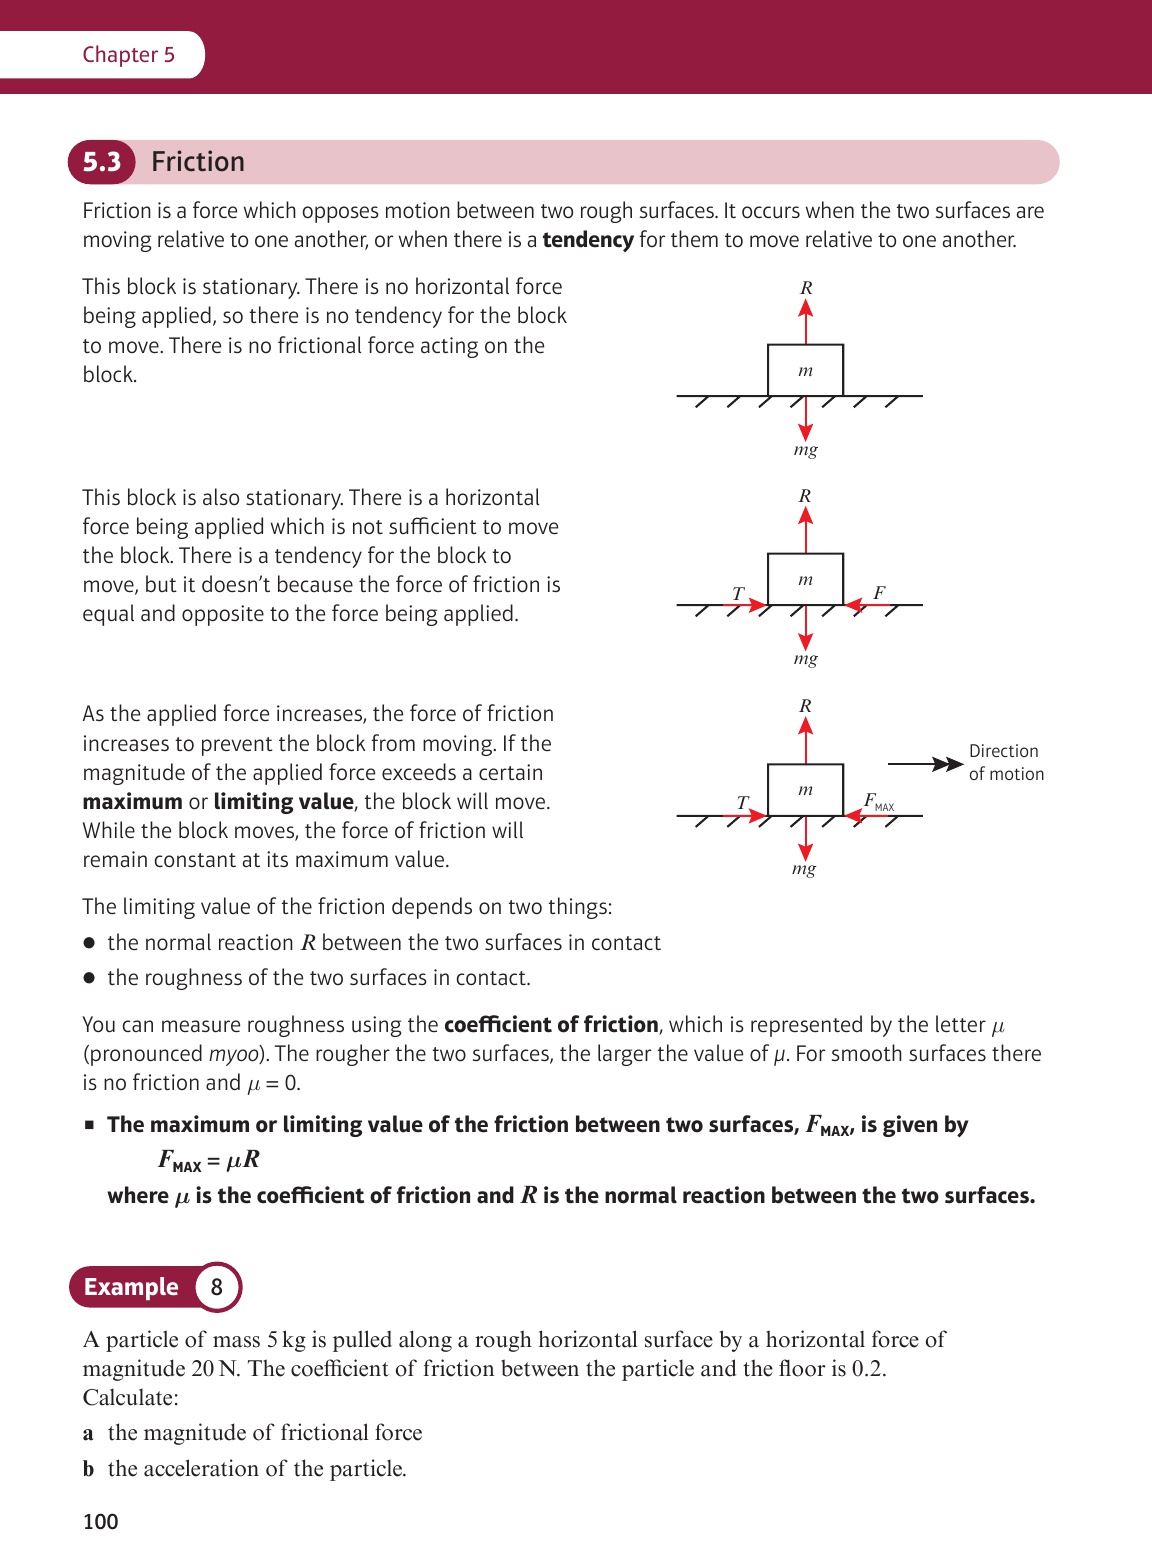 Chapter 5
5.3 Friction
Friction is a force which opposes motion between two rough surfaces. It occurs when the two surfaces are
moving relative to one another, or when there is a tendency for them to move relative to one another.
This block is stationary. There is no horizontal force
being applied, so there is no tendency for the block
to move. There is no frictional force acting on the
block.
R
m
mg
This block is also stationary. There is a horizontal
force being applied which is not sufficient to move
the block. There is a tendency for the block to
move, but it doesn’t because the force of friction is
equal and opposite to the force being applied.
R
m
T
F
mg
As the applied force increases, the force of friction
increases to prevent the block from moving. If the
magnitude of the applied force exceeds a certain
maximum or limiting value, the block will move.
While the block moves, the force of friction will
remain constant at its maximum value.
R
Direction
of motion
m
T
F_MAX
mg
The limiting value of the friction depends on two things:
● the normal reaction R between the two surfaces in contact
● the roughness of the two surfaces in contact.
You can measure roughness using the coefficient of friction, which is represented by the letter μ
(pronounced myoo). The rougher the two surfaces, the larger the value of μ. For smooth surfaces there
is no friction and μ = 0.
■ The maximum or limiting value of the friction between two surfaces, F_MAX, is given by
F_MAX = μR
where μ is the coefficient of friction and R is the normal reaction between the two surfaces.
Example 8
A particle of mass 5 kg is pulled along a rough horizontal surface by a horizontal force of
magnitude 20 N. The coefficient of friction between the particle and the floor is 0.2.
Calculate:
a the magnitude of frictional force
b the acceleration of the particle.
100